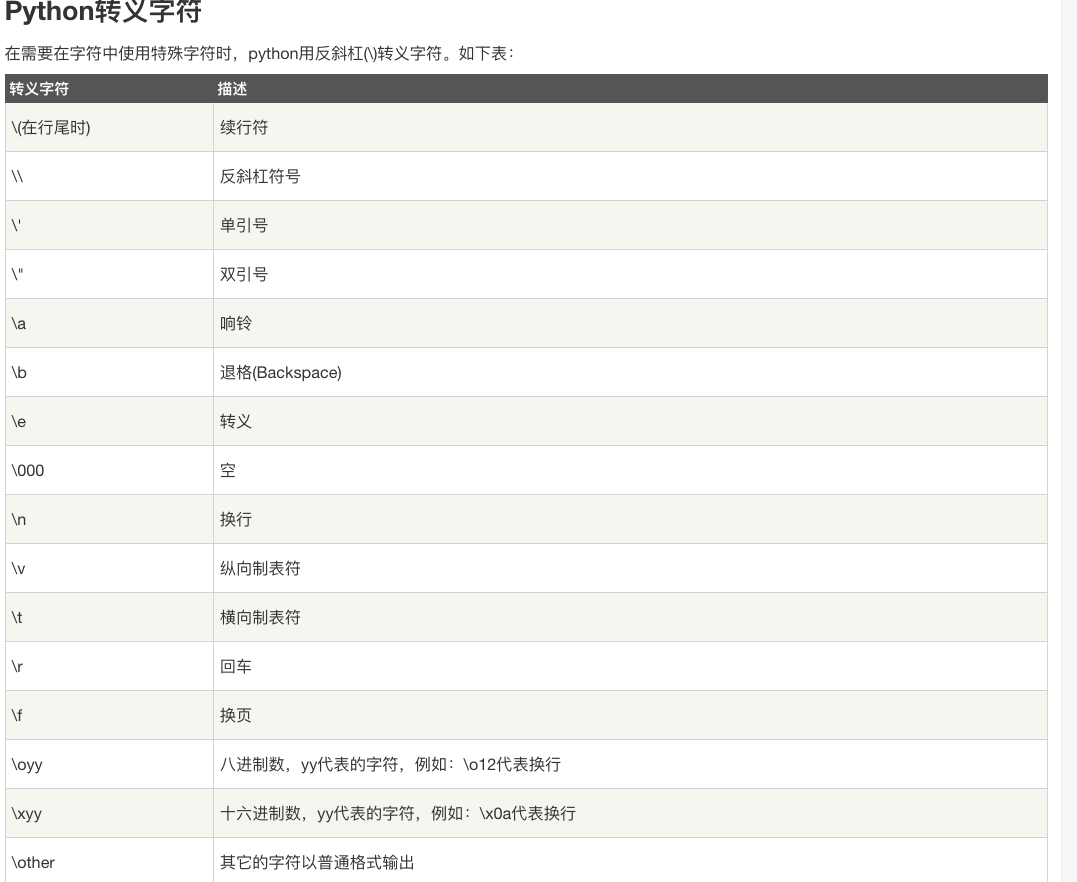 Python转义字符
在需要在字符中使用特殊字符时，python用反斜杠(\)转义字符。如下表：
转义字符 描述
\(在行尾时) 续行符
\\ 反斜杠符号
\' 单引号
\" 双引号
\a 响铃
\b 退格(Backspace)
\e 转义
\000 空
\n 换行
\v 纵向制表符
\t 横向制表符
\r 回车
\f 换页
\oyy 八进制数，yy代表的字符，例如：\o12代表换行
\xyy 十六进制数，yy代表的字符，例如：\x0a代表换行
\other 其它的字符以普通格式输出